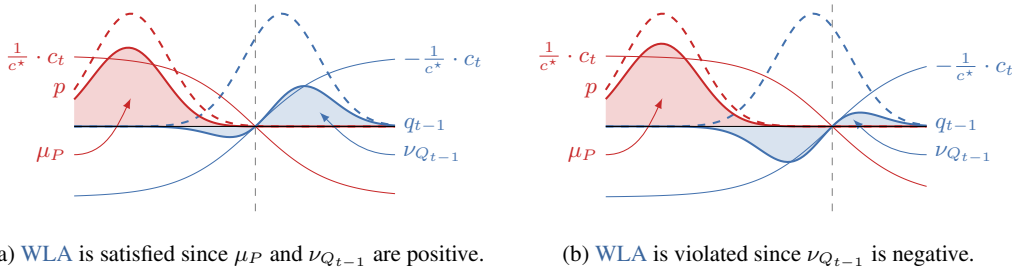 1/c⋆ · c_t
p
μ_P
−1/c⋆ · c_t
q_{t−1}
ν_{Q_{t−1}}
1/c⋆ · c_t
p
μ_P
−1/c⋆ · c_t
q_{t−1}
ν_{Q_{t−1}}
a) WLA is satisfied since μ_P and ν_{Q_{t−1}} are positive.
(b) WLA is violated since ν_{Q_{t−1}} is negative.